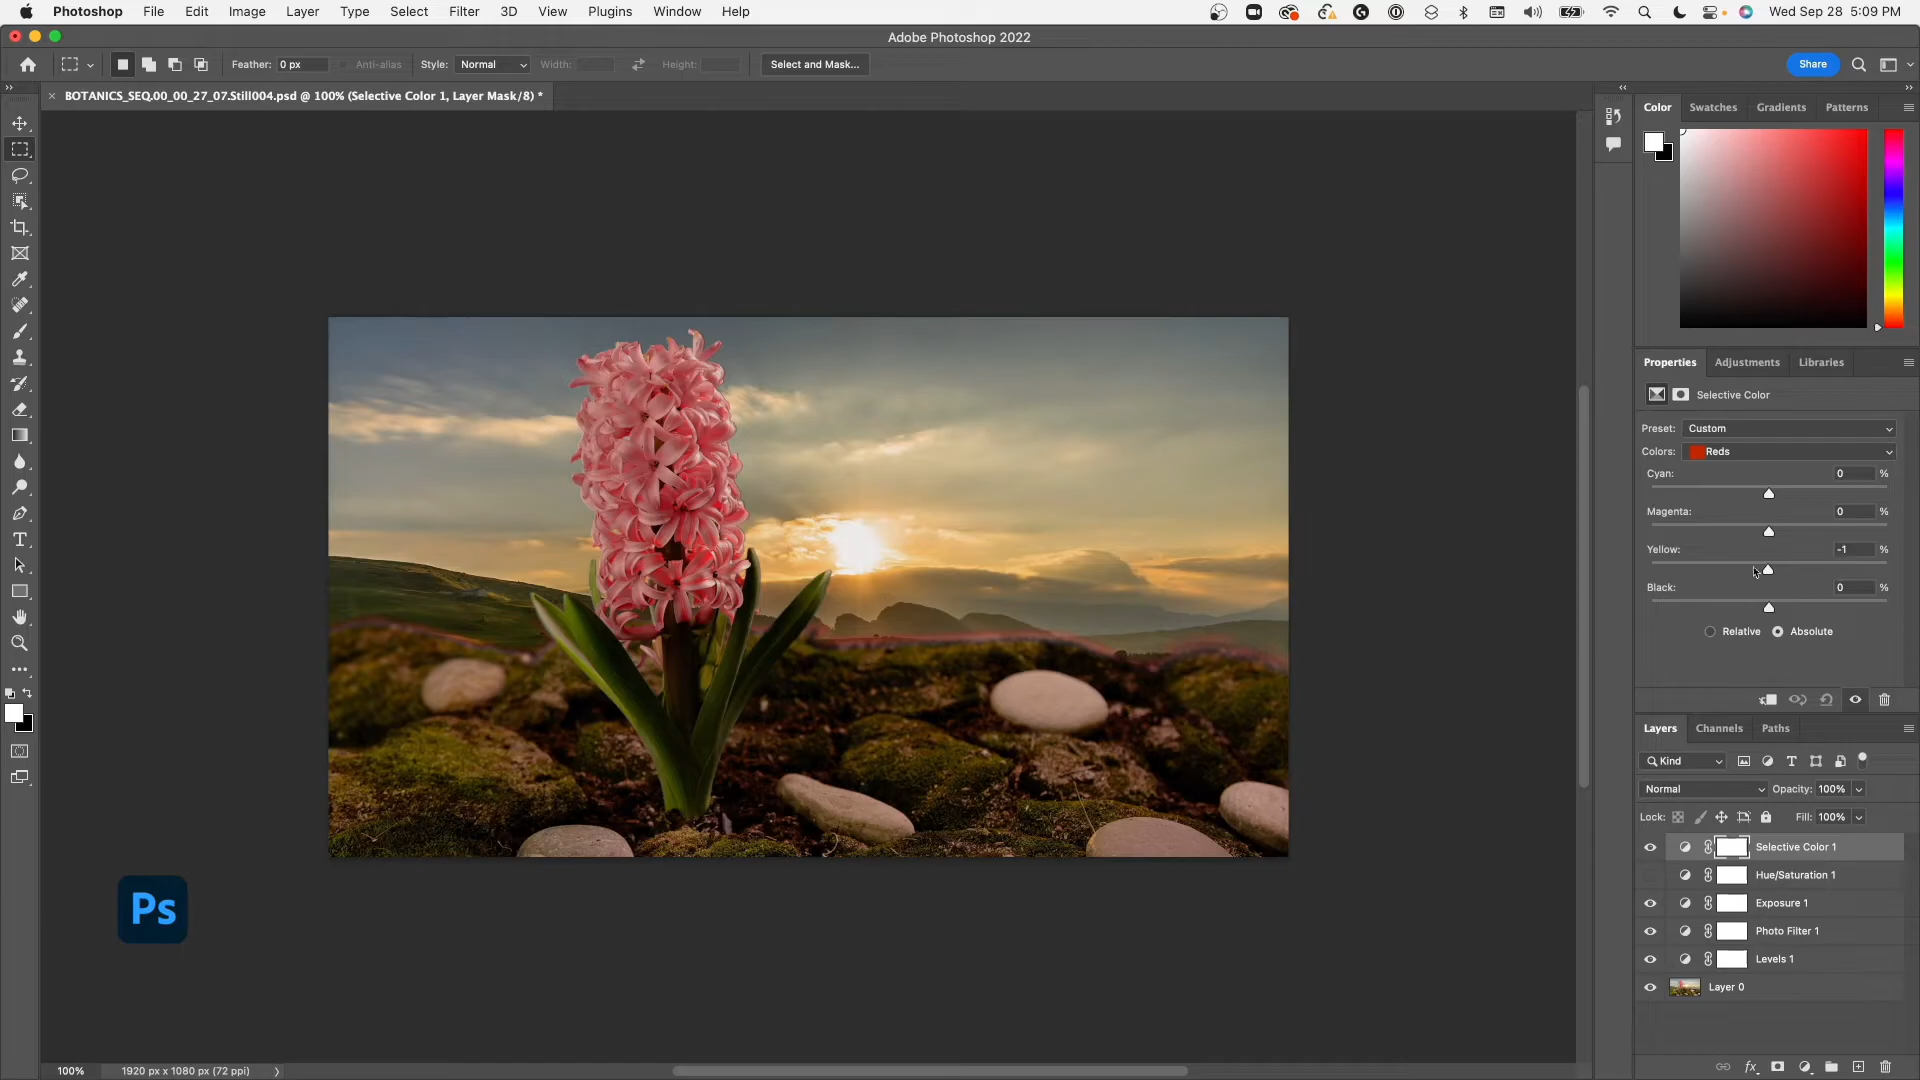 Photoshop File Edit Image Layer Type Select Filter 3D View Plugins Window Help Wed Sep 28 5:09 PM
Adobe Photoshop 2022
Feather: 0 px Anti-alias Style: Normal Width: Height: Select and Mask... Share
BOTANICS_SEQ.00_00_27_07.Still004.psd @ 100% (Selective Color 1, Layer Mask/8) *
Color Swatches Gradients Patterns
Properties Adjustments Libraries
Selective Color
Preset: Custom
Colors: Reds
Cyan: 0 %
Magenta: 0 %
Yellow: -1 %
Black: 0 %
Relative Absolute
Layers Channels Paths
Kind
Normal Opacity: 100%
Lock: Fill: 100%
Selective Color 1
Hue/Saturation 1
Exposure 1
Photo Filter 1
Levels 1
Layer 0
Ps
100% 1920 px x 1080 px (72 ppi)